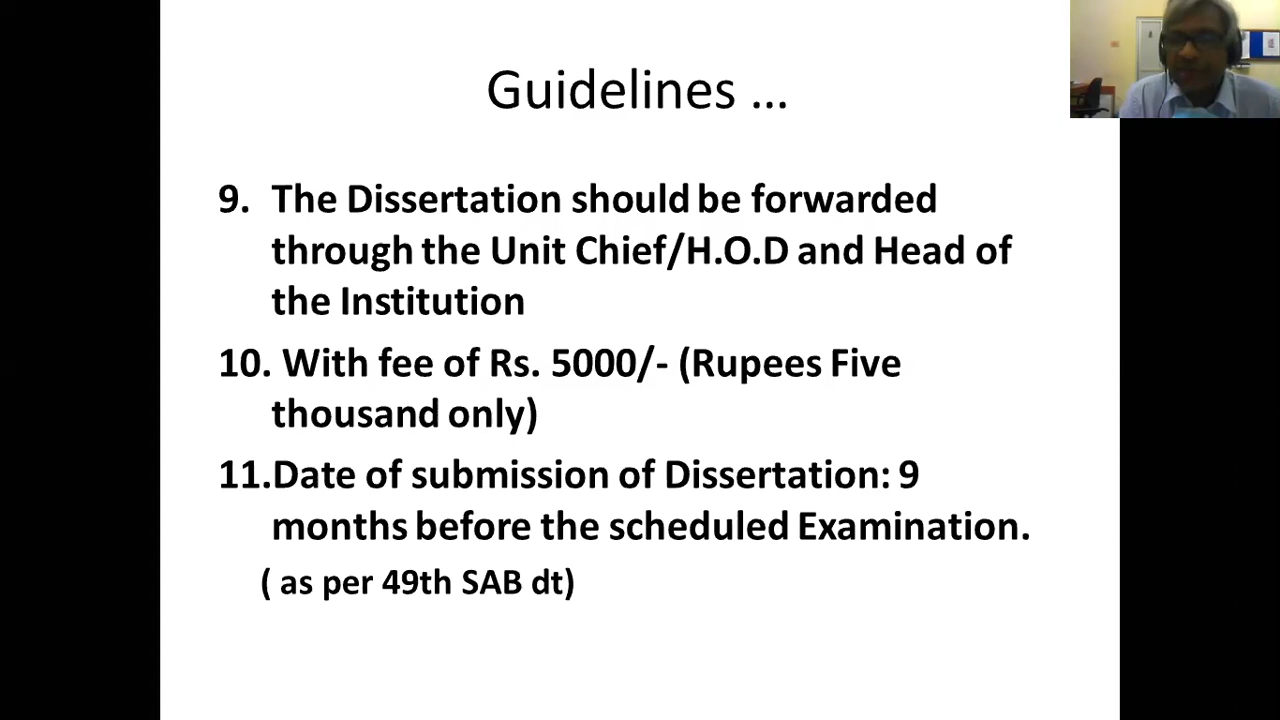 Guidelines ...
9. The Dissertation should be forwarded
through the Unit Chief/H.O.D and Head of
the Institution
10. With fee of Rs. 5000/- (Rupees Five
thousand only)
11.Date of submission of Dissertation: 9
months before the scheduled Examination.
( as per 49th SAB dt)